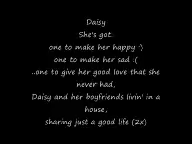 Daisy
She's got
one to make her happy :)
one to make her sad :(
..one to give her good love that she
never had,
Daisy and her boyfriends livin' in a
house,
sharing just a good life (2x)